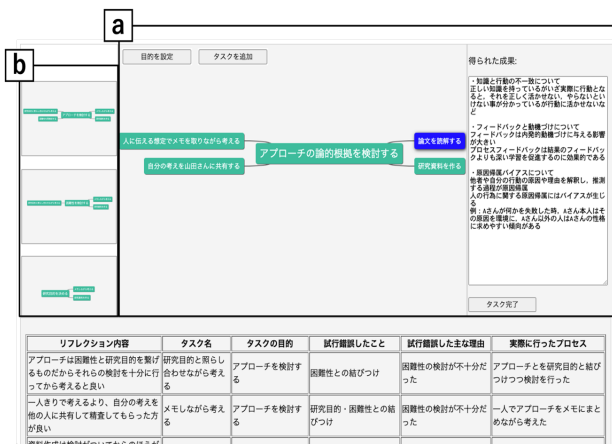 a
b
目的を設定
タスクを追加
得られた成果:
人に伝える想定でメモを取りながら考える
自分の考えを山田さんに共有する
アプローチの論的根拠を検討する
論文を読解する
研究資料を作る
・知識と行動の不一致について
正しい知識を持っているがいざ実際に行動となる
と、それを正しく活かせない、やらないとい
けない事が分かっているが行動に活かせないな
ど
・フィードバックと動機づけについて
フィードバックは内発的動機づけに与える影響
が大きい
プロセスフィードバックは結果のフィードバッ
クよりも深い学習を促進するのに効果的である
・原因帰属バイアスについて
他者や自分の行動の原因や理由を解釈し、推測
する過程が原因帰属
人の行為に関する原因帰属にはバイアスが生じ
る
例：Aさんが何かを失敗した時、Aさん本人はそ
の原因を環境に、Aさん以外の人はAさんの性格
に求めやすい傾向がある
タスク完了
リフレクション内容
タスク名
タスクの目的
試行錯誤したこと
試行錯誤した主な理由
実際に行ったプロセス
アプローチは困難性と研究目的を繋げ
るものだからそれらの検討を十分に行
ってから考えると良い
研究目的と照らし
合わせながら考え
る
アプローチを検討す
る
困難性との結びつけ
困難性の検討が不十分だ
った
アプローチとを研究目的と結び
つけつつ検討を行った
一人きりで考えるより、自分の考えを
他の人に共有して精査してもらった方
が良い
メモしながら考え
る
アプローチを検討す
る
研究目的・困難性との結
びつけ
困難性の検討が不十分だ
った
一人でアプローチをメモにまと
めながら考えた